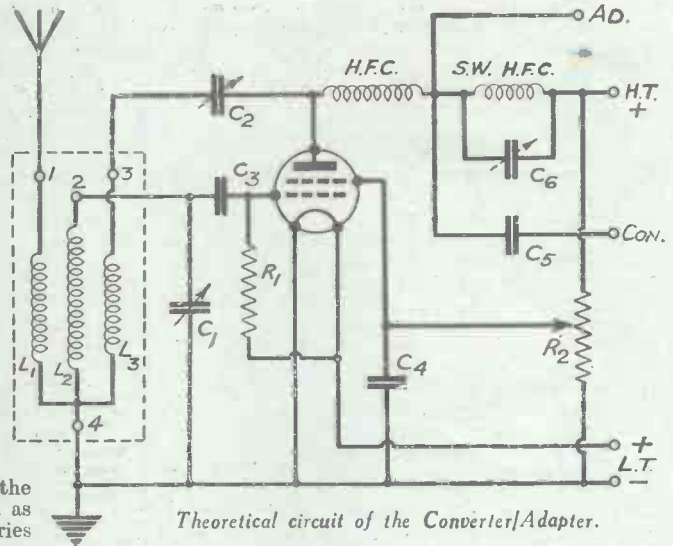 AD.
H.F.C.
S.W. H.F.C.
H.T.
+
C2
1
3
2
C3
C6
C5
CON.
R1
C1
C4
R2
L1
L2
L3
4
+
L.T.
-
the
as
ries
Theoretical circuit of the Converter/Adapter.